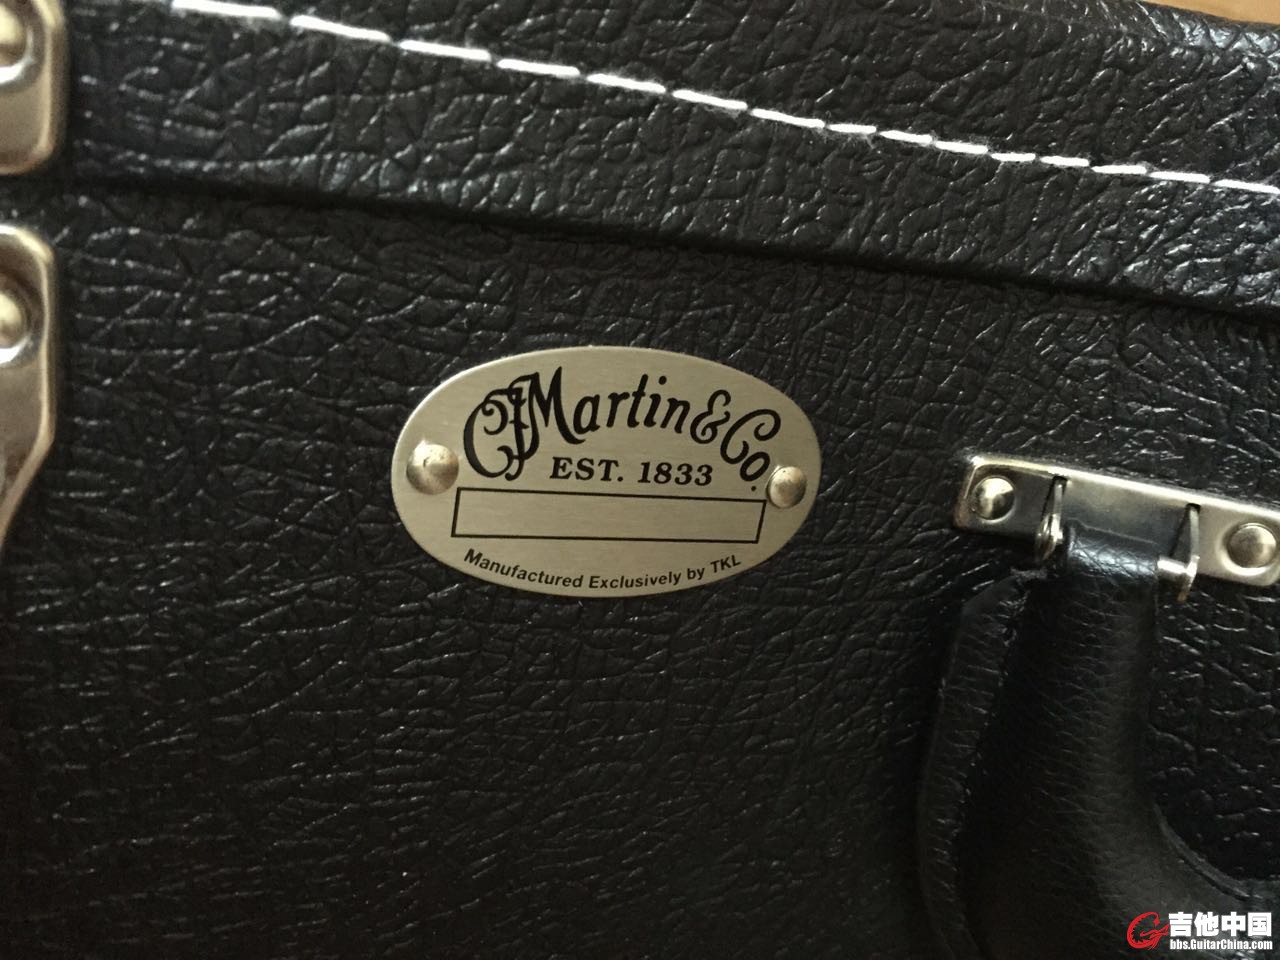 CFMartin & Co.
EST. 1833
Manufactured Exclusively by TKL
吉他中国
bbs.GuitarChina.com